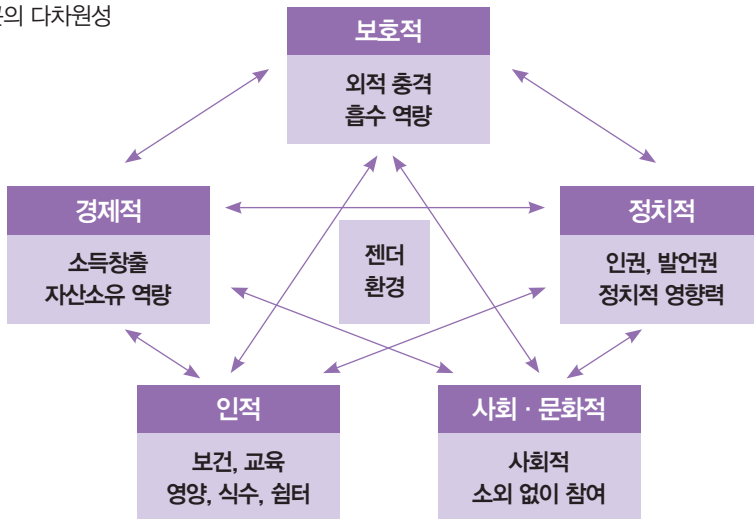 다차원성
보호적
외적 충격
흡수 역량
경제적
소득창출
자산소유 역량
젠더
환경
정치적
인권, 발언권
정치적 영향력
인적
보건, 교육
영양, 식수, 쉼터
사회 · 문화적
사회적
소외 없이 참여